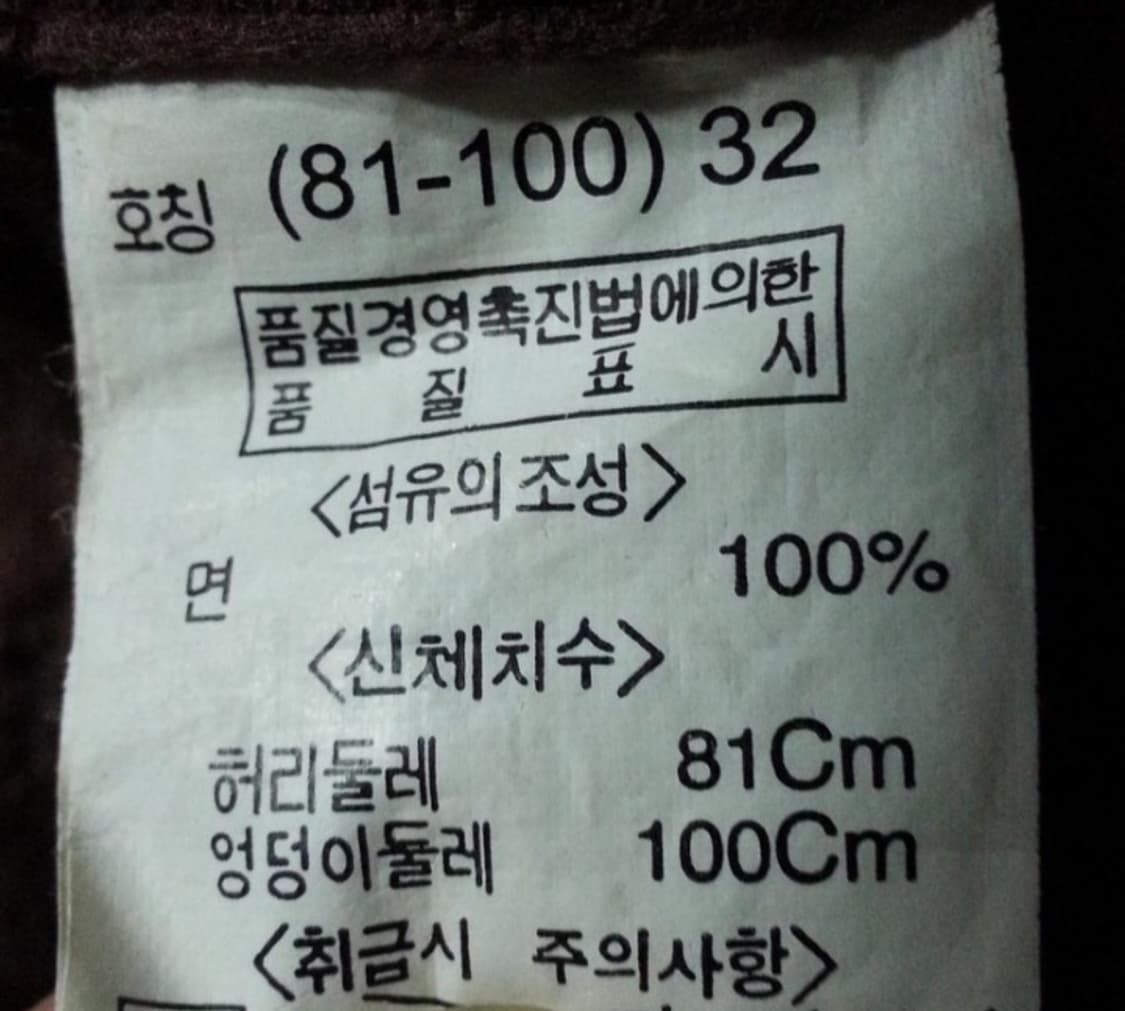 호칭 (81-100) 32
품질경영촉진법에의한
품 질 표 시
<섬유의 조성>
면 100%
<신체치수>
허리둘레 81Cm
엉덩이둘레 100Cm
<취급시 주의사항>